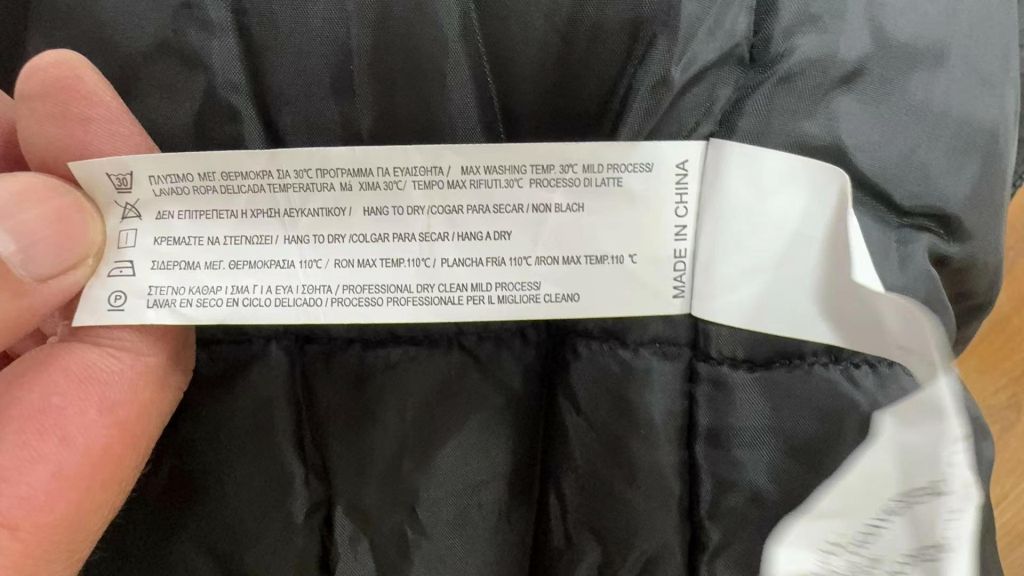 30
ΠΛΥΣΙΜΟ ΜΕΓ. ΘΕΡΜΟΚΡΑ ΣΙΑ 30℃ ΠΡΟΓΡΑΜΜΑ ΓΙΑ ΕΥΑΙΣΘΗΤΑ / MAX WASHING TEMP. 30℃ MILD PROCESS/
LAVADO ROPA DELICADA TEMPERATURA Má XIMA 30℃/ TEMPO MAX RIFIUTI.30℃ PROCESSO DI LATTE
ΔΕΝ ΕΠΙΤΡΕΠΕΤΑΙ Η ΧΡΗΣΗ ΛΕΥΚΑΝΤΙΚΟΥ / HANG TO DRY /COGAR PARA SECAR / NON BLACH
ΚΡΕΜΑΣΤΕ ΝΑ ΣΤΕΓΝΩΣΕΙ / HANG TO DRY /COLGAR PARA SECAR / HANG A DRY
ΣΙΔΕΡΩΜΑ ΜΕΓ. ΘΕΡΜΟΚΡΑΣΙΑ 110℃ / RON MAX TEMP.110℃ / PLANCHA FRíA 110℃ /IRON MAX TEMP.110 ℃
P
ΣΤΕΓΝΟ ΚΑΘΑΡ Ι ΣΜΑ Γ Ι Α ΕΥΑ Ι ΣΘΗΤΑ / PROFESSIONAL DRY CLEAN MILD PROCESS/
LAVAR EN SECO EN CICLO DELICADO / PROCESSO PROFESSIONALE PER IL MIGLIORE CLEANO
MADE IN CHINA